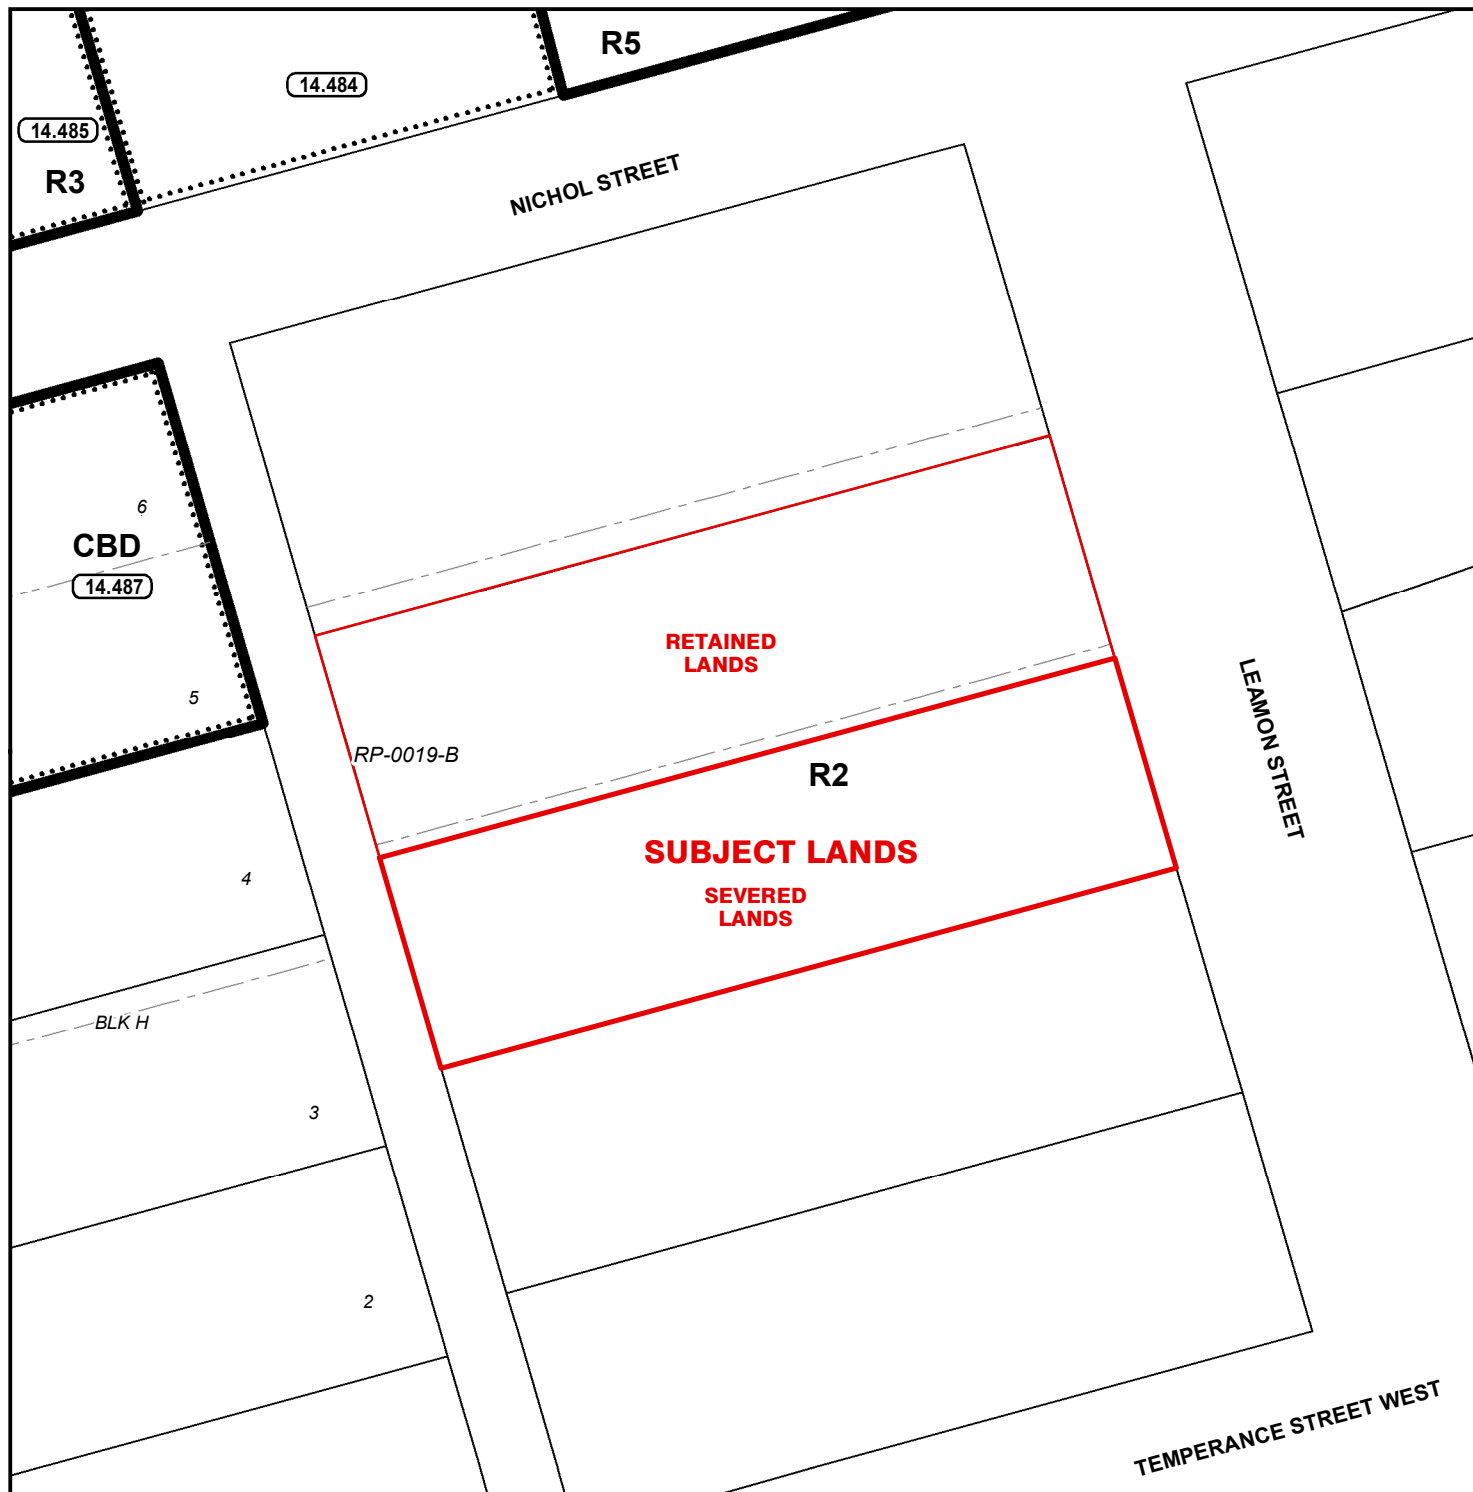 R5
14.484
14.485
R3
NICHOL STREET
6
CBD
14.487
RETAINED
LANDS
5
LEAMON STREET
RP-0019-B
R2
SUBJECT LANDS
4
SEVERED
LANDS
BLK H
3
2
TEMPERANCE STREET WEST